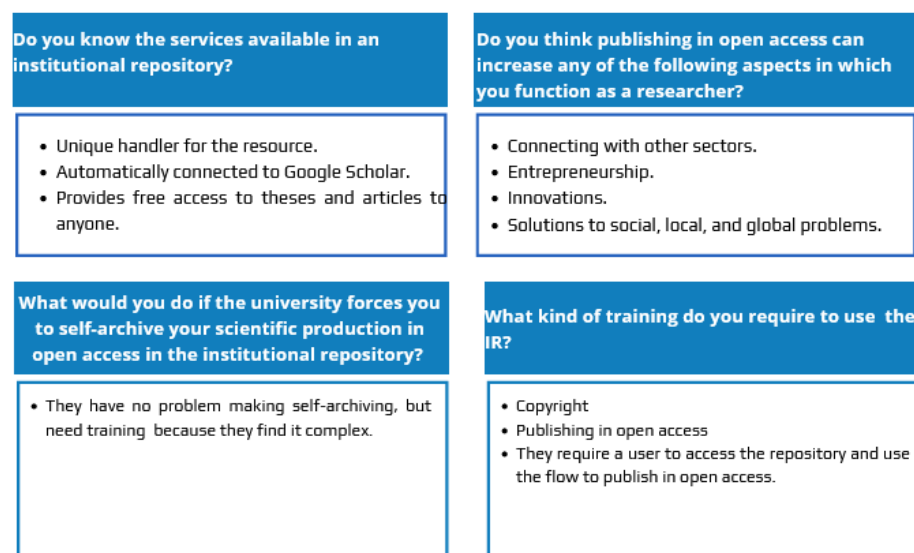 Do you know the services available in an
institutional repository?
• Unique handler for the resource.
• Automatically connected to Google Scholar.
• Provides free access to theses and articles to
anyone.
Do you think publishing in open access can
increase any of the following aspects in which
you function as a researcher?
• Connecting with other sectors.
• Entrepreneurship.
• Innovations.
• Solutions to social, local, and global problems.
What would you do if the university forces you
to self-archive your scientific production in
open access in the institutional repository?
• They have no problem making self-archiving, but
need training because they find it complex.
What kind of training do you require to use the
IR?
• Copyright
• Publishing in open access
• They require a user to access the repository and use
the flow to publish in open access.